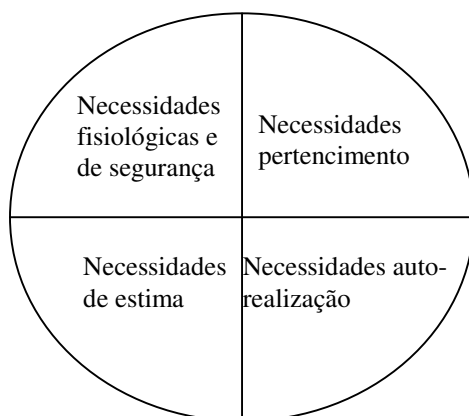 Necessidades
fisiológicas e
de segurança
Necessidades
pertencimento
Necessidades
de estima
Necessidades auto-
realização